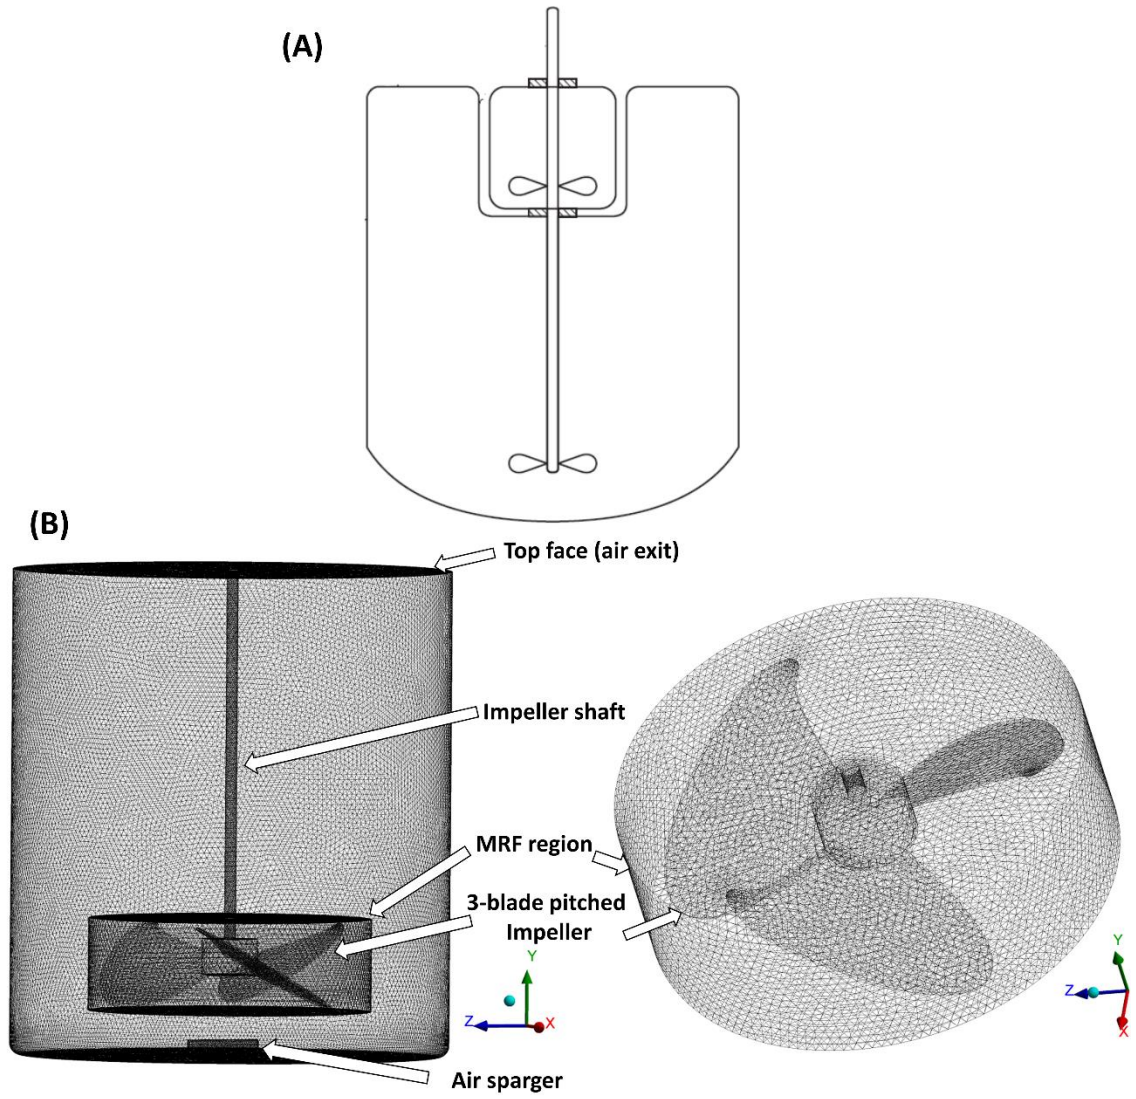 (A)
(B)
Top face (air exit)
Impeller shaft
MRF region
3-blade pitched
Impeller
Y
Z
X
Y
Z
X
Air sparger